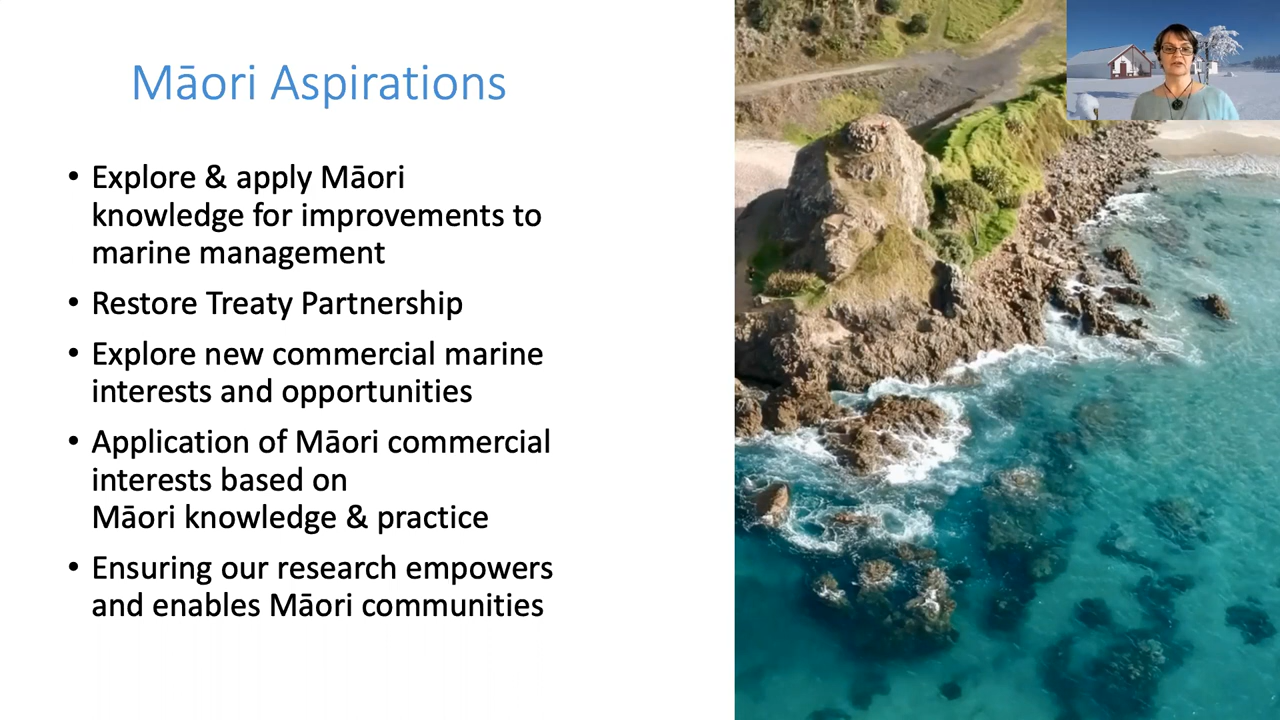 Māori Aspirations
• Explore & apply Māori
knowledge for improvements to
marine management
• Restore Treaty Partnership
• Explore new commercial marine
interests and opportunities
• Application of Māori commercial
interests based on
Māori knowledge & practice
• Ensuring our research empowers
and enables Māori communities